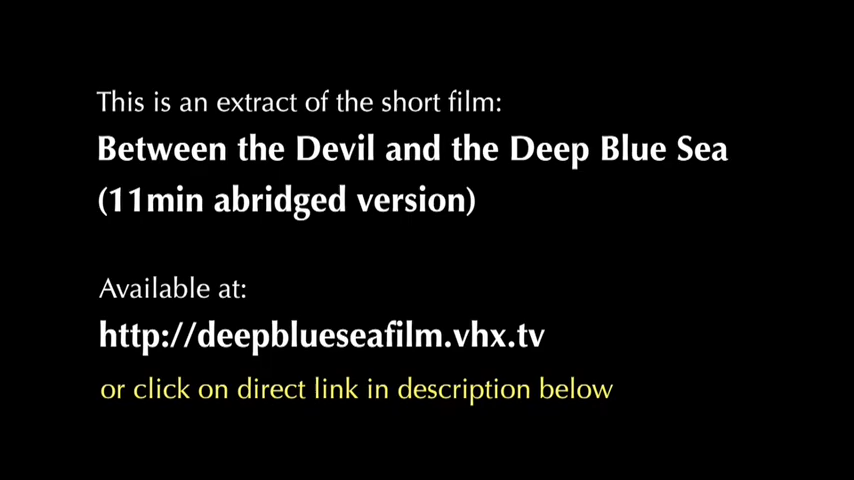 This is an extract of the short film:
Between the Devil and the Deep Blue Sea
(11min abridged version)
Available at:
http://deepblueseafilm.vhx.tv
or click on direct link in description below